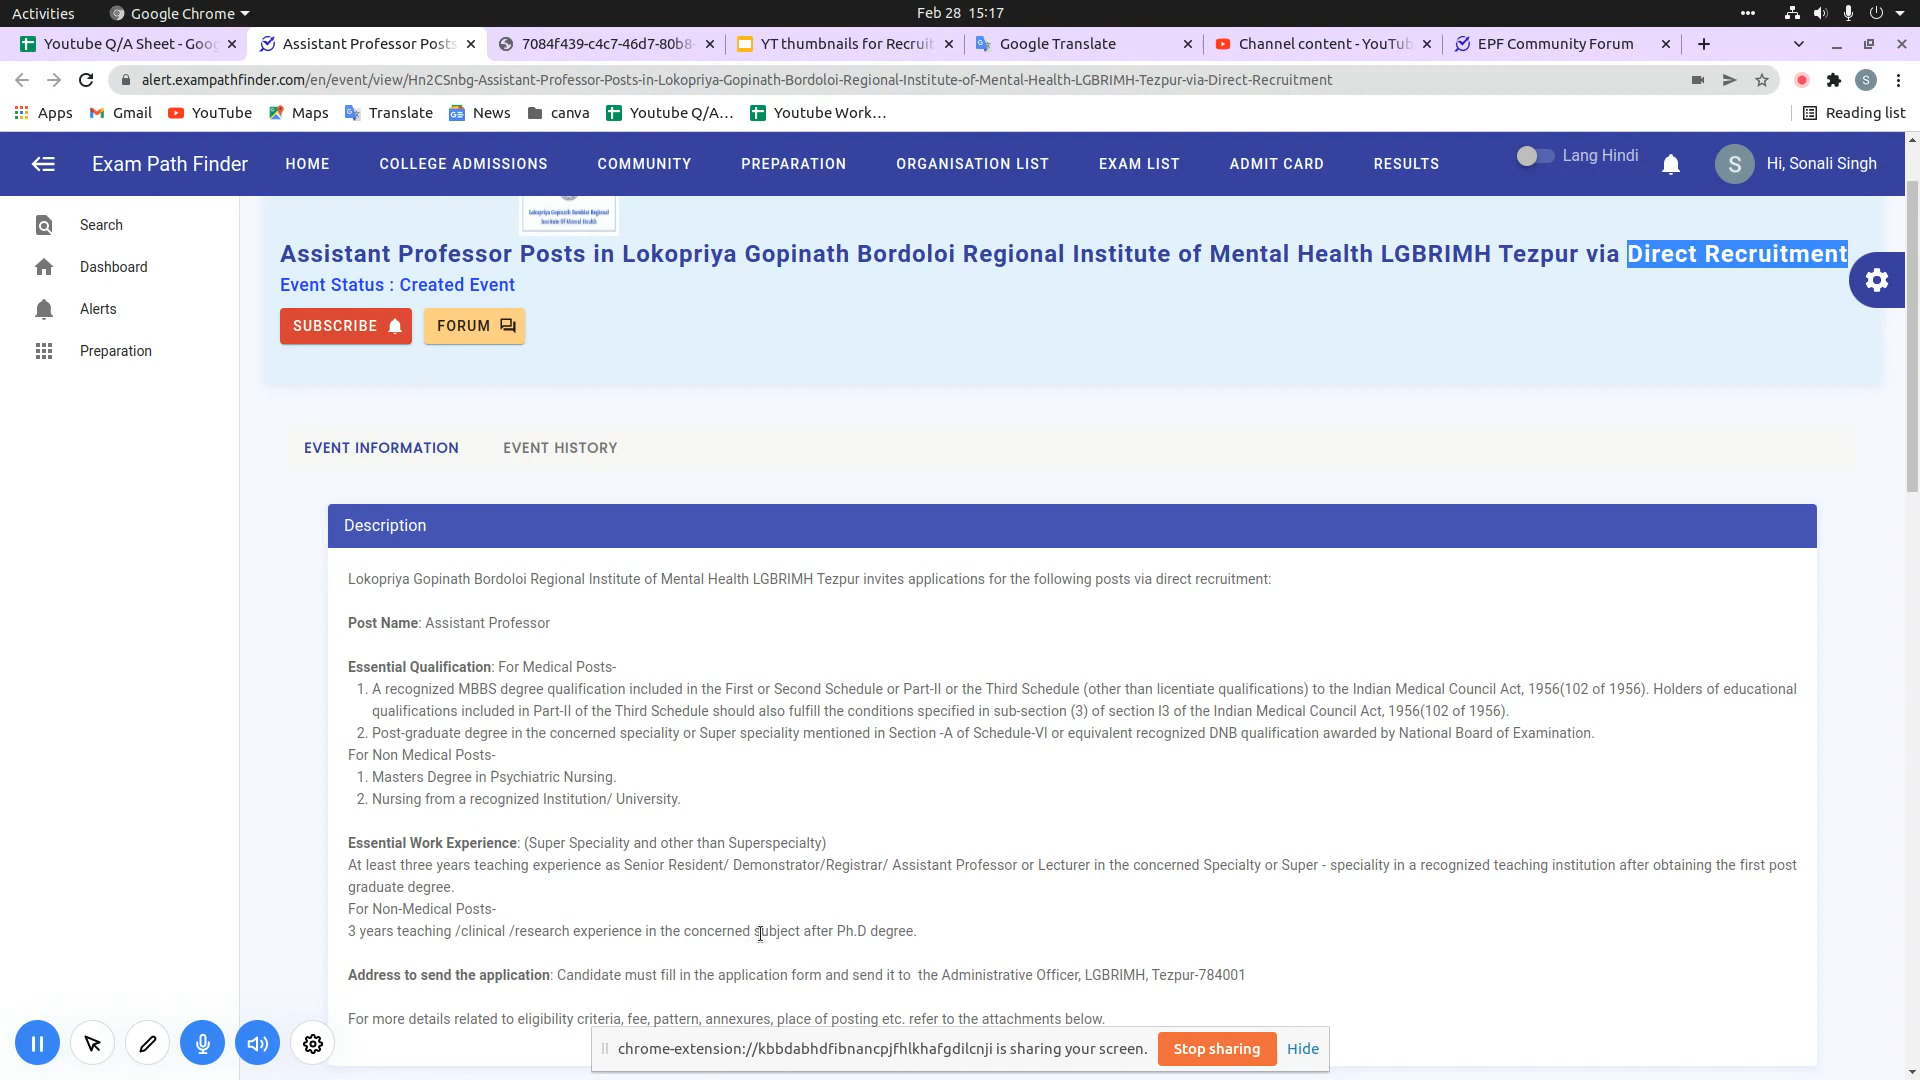 Activities
Google Chrome
Feb 28 15:17
Youtube Q/A Sheet - Goog
Assistant Professor Posts
7084f439-c4c7-46d7-80b8-
YT thumbnails for Recruit
Google Translate
Channel content - YouTub
EPF Community Forum
alert.exampathfinder.com/en/event/view/Hn2CSnbg-Assistant-Professor-Posts-in-Lokopriya-Gopinath-Bordoloi-Regional-Institute-of-Mental-Health-LGBRIMH-Tezpur-via-Direct-Recruitment
S
Apps
Gmail
YouTube
Maps
Translate
News
canva
Youtube Q/A...
Youtube Work...
Reading list
Exam Path Finder
HOME
COLLEGE ADMISSIONS
COMMUNITY
PREPARATION
ORGANISATION LIST
EXAM LIST
ADMIT CARD
RESULTS
Lang Hindi
S
Hi, Sonali Singh
Search
Dashboard
Alerts
Preparation
Lokopriya Gopinath Bordoloi Regional
Institute Of Mental Health
Assistant Professor Posts in Lokopriya Gopinath Bordoloi Regional Institute of Mental Health LGBRIMH Tezpur via Direct Recruitment
Event Status : Created Event
SUBSCRIBE
FORUM
EVENT INFORMATION
EVENT HISTORY
Description
Lokopriya Gopinath Bordoloi Regional Institute of Mental Health LGBRIMH Tezpur invites applications for the following posts via direct recruitment:
Post Name: Assistant Professor
Essential Qualification: For Medical Posts-
1. A recognized MBBS degree qualification included in the First or Second Schedule or Part-II or the Third Schedule (other than licentiate qualifications) to the Indian Medical Council Act, 1956(102 of 1956). Holders of educational
qualifications included in Part-II of the Third Schedule should also fulfill the conditions specified in sub-section (3) of section l3 of the Indian Medical Council Act, 1956(102 of 1956).
2. Post-graduate degree in the concerned speciality or Super speciality mentioned in Section -A of Schedule-VI or equivalent recognized DNB qualification awarded by National Board of Examination.
For Non Medical Posts-
1. Masters Degree in Psychiatric Nursing.
2. Nursing from a recognized Institution/ University.
Essential Work Experience: (Super Speciality and other than Superspecialty)
At least three years teaching experience as Senior Resident/ Demonstrator/Registrar/ Assistant Professor or Lecturer in the concerned Specialty or Super - speciality in a recognized teaching institution after obtaining the first post
graduate degree.
For Non-Medical Posts-
3 years teaching /clinical /research experience in the concerned subject after Ph.D degree.
Address to send the application: Candidate must fill in the application form and send it to  the Administrative Officer, LGBRIMH, Tezpur-784001
For more details related to eligibility criteria, fee, pattern, annexures, place of posting etc. refer to the attachments below.
chrome-extension://kbbdabhdfibnancpjfhlkhafgdilcnji is sharing your screen.
Stop sharing
Hide